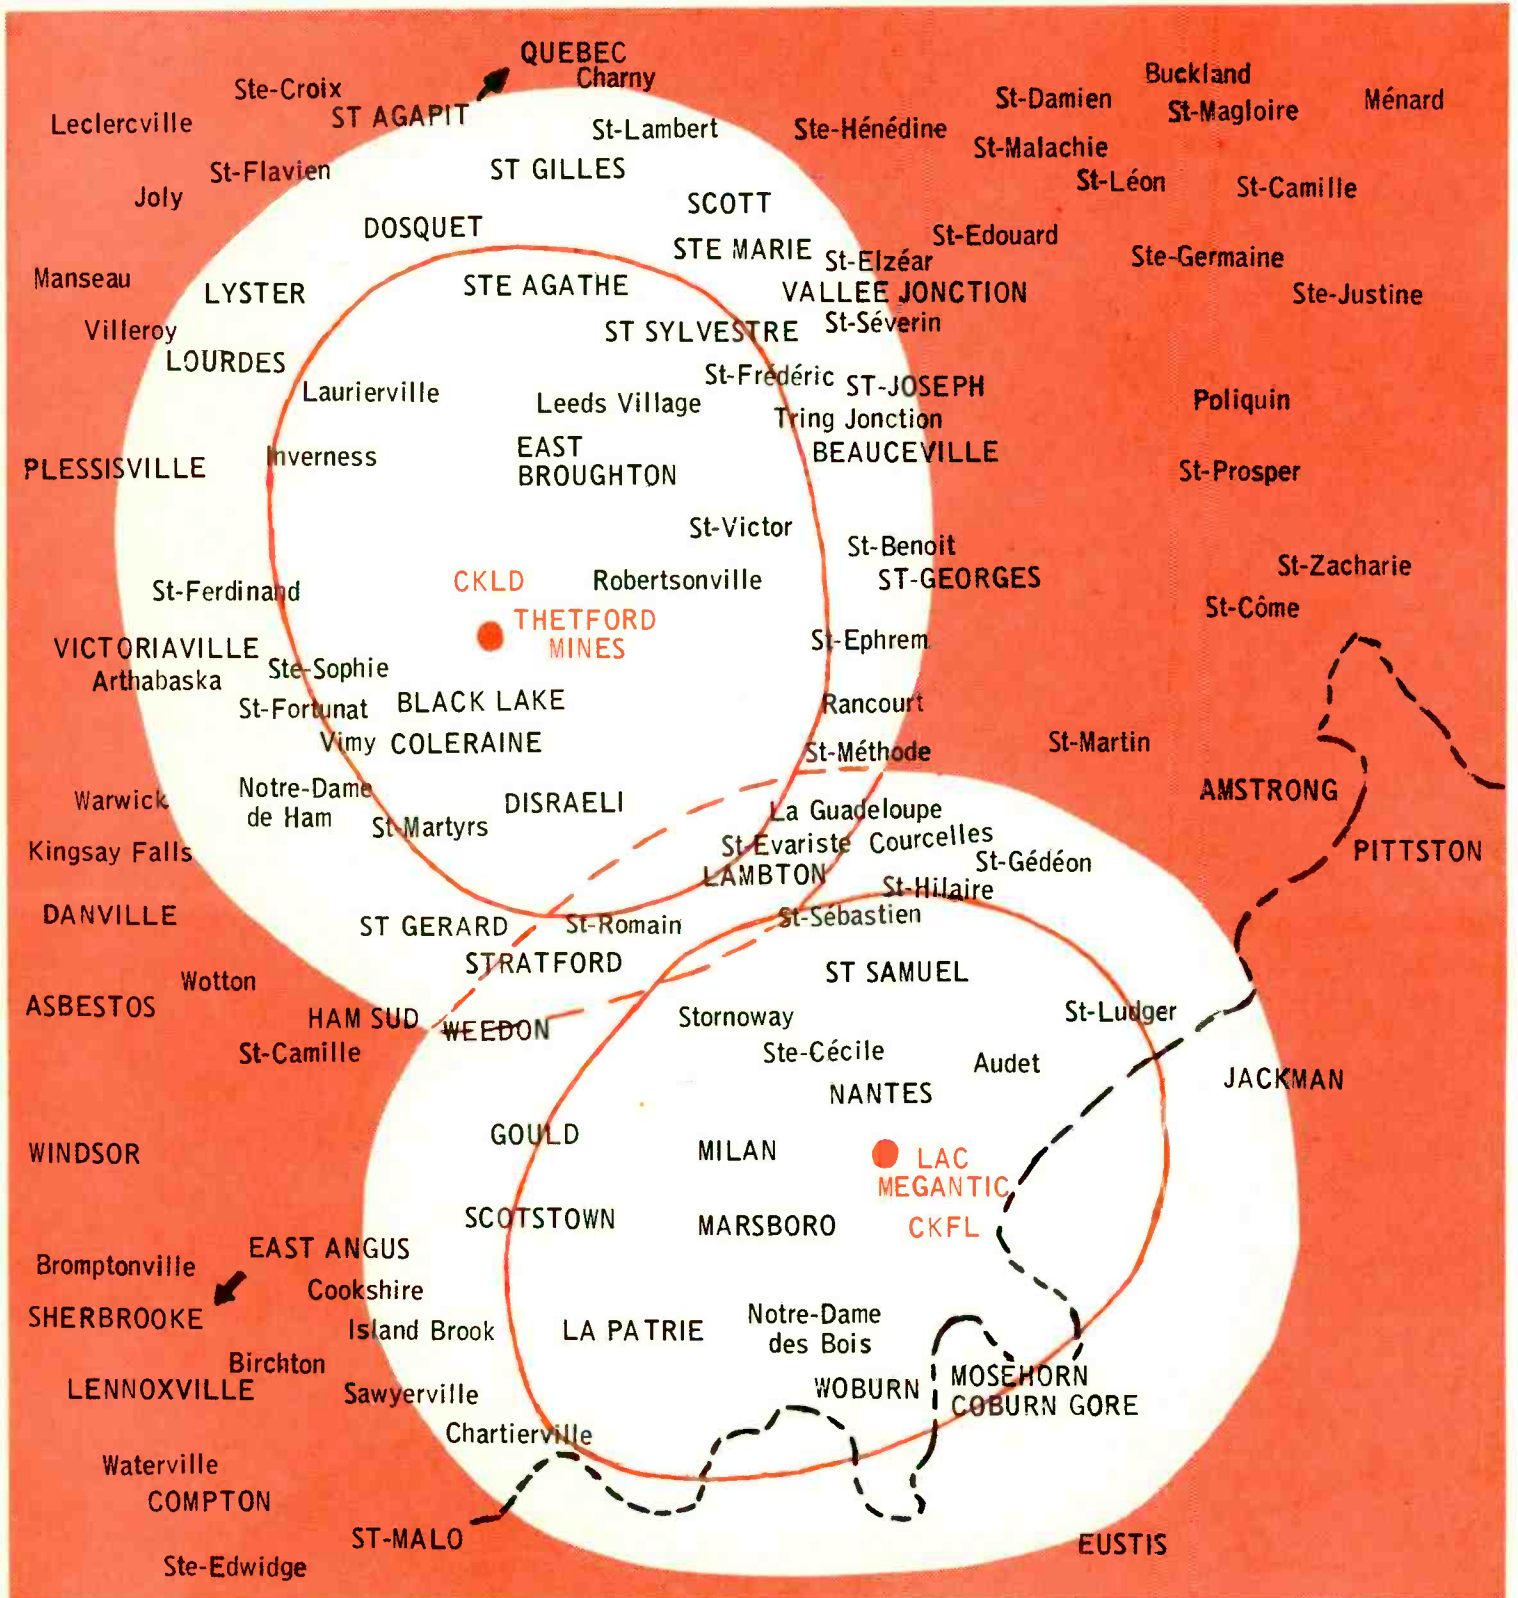 QUEBEC
Charny
Ste-Croix
ST AGAPIT
Leclercville
St-Lambert
Ste-Hénédine
St-Damien
Buckland
St-Magloire
Ménard
St-Malachie
St-Flavien
ST GILLES
St-Léon
St-Camille
Joly
SCOTT
DOSQUET
STE MARIE
St-Elzéar
St-Edouard
Ste-Germaine
Manseau
LYSTER
STE AGATHE
VALLEE JONCTION
Ste-Justine
Villeroy
ST SYLVESTRE
St-Séverin
LOURDES
Laurierville
Leeds Village
St-Frédéric
ST-JOSEPH
Poliquin
Tring Jonction
PLESSISVILLE
Inverness
EAST
BROUGHTON
BEAUCEVILLE
St-Prosper
St-Victor
St-Benoit
St-Zacharie
St-Ferdinand
CKLD
Robertsonville
ST-GEORGES
St-Côme
THETFORD
MINES
VICTORIAVILLE
Arthabaska
Ste-Sophie
St-Ephrem
St-Fortunat
BLACK LAKE
Rancourt
Vimy
COLERAINE
St-Méthode
St-Martin
Warwick
Notre-Dame
de Ham
DISRAELI
La Guadeloupe
AMSTRONG
St-Martyrs
St-Evariste
Courcelles
Kingsay Falls
LAMBTON
St-Gédéon
PITTSTON
St-Hilaire
DANVILLE
ST GERARD
St-Romain
St-Sébastien
STRATFORD
ST SAMUEL
Wotton
ASBESTOS
HAM SUD
WEEDON
Stornoway
St-Ludger
St-Camille
Ste-Cécile
Audet
JACKMAN
NANTES
WINDSOR
GOULD
MILAN
LAC
MEGANTIC
SCOTSTOWN
MARSBORO
CKFL
Bromptonville
EAST ANGUS
Cookshire
SHERBROOKE
Island Brook
LA PATRIE
Notre-Dame
des Bois
Birchton
LENNOXVILLE
Sawyerville
WOBURN
MOSEHORN
COBURN GORE
Chartierville
Waterville
COMPTON
ST-MALO
EUSTIS
Ste-Edwidge